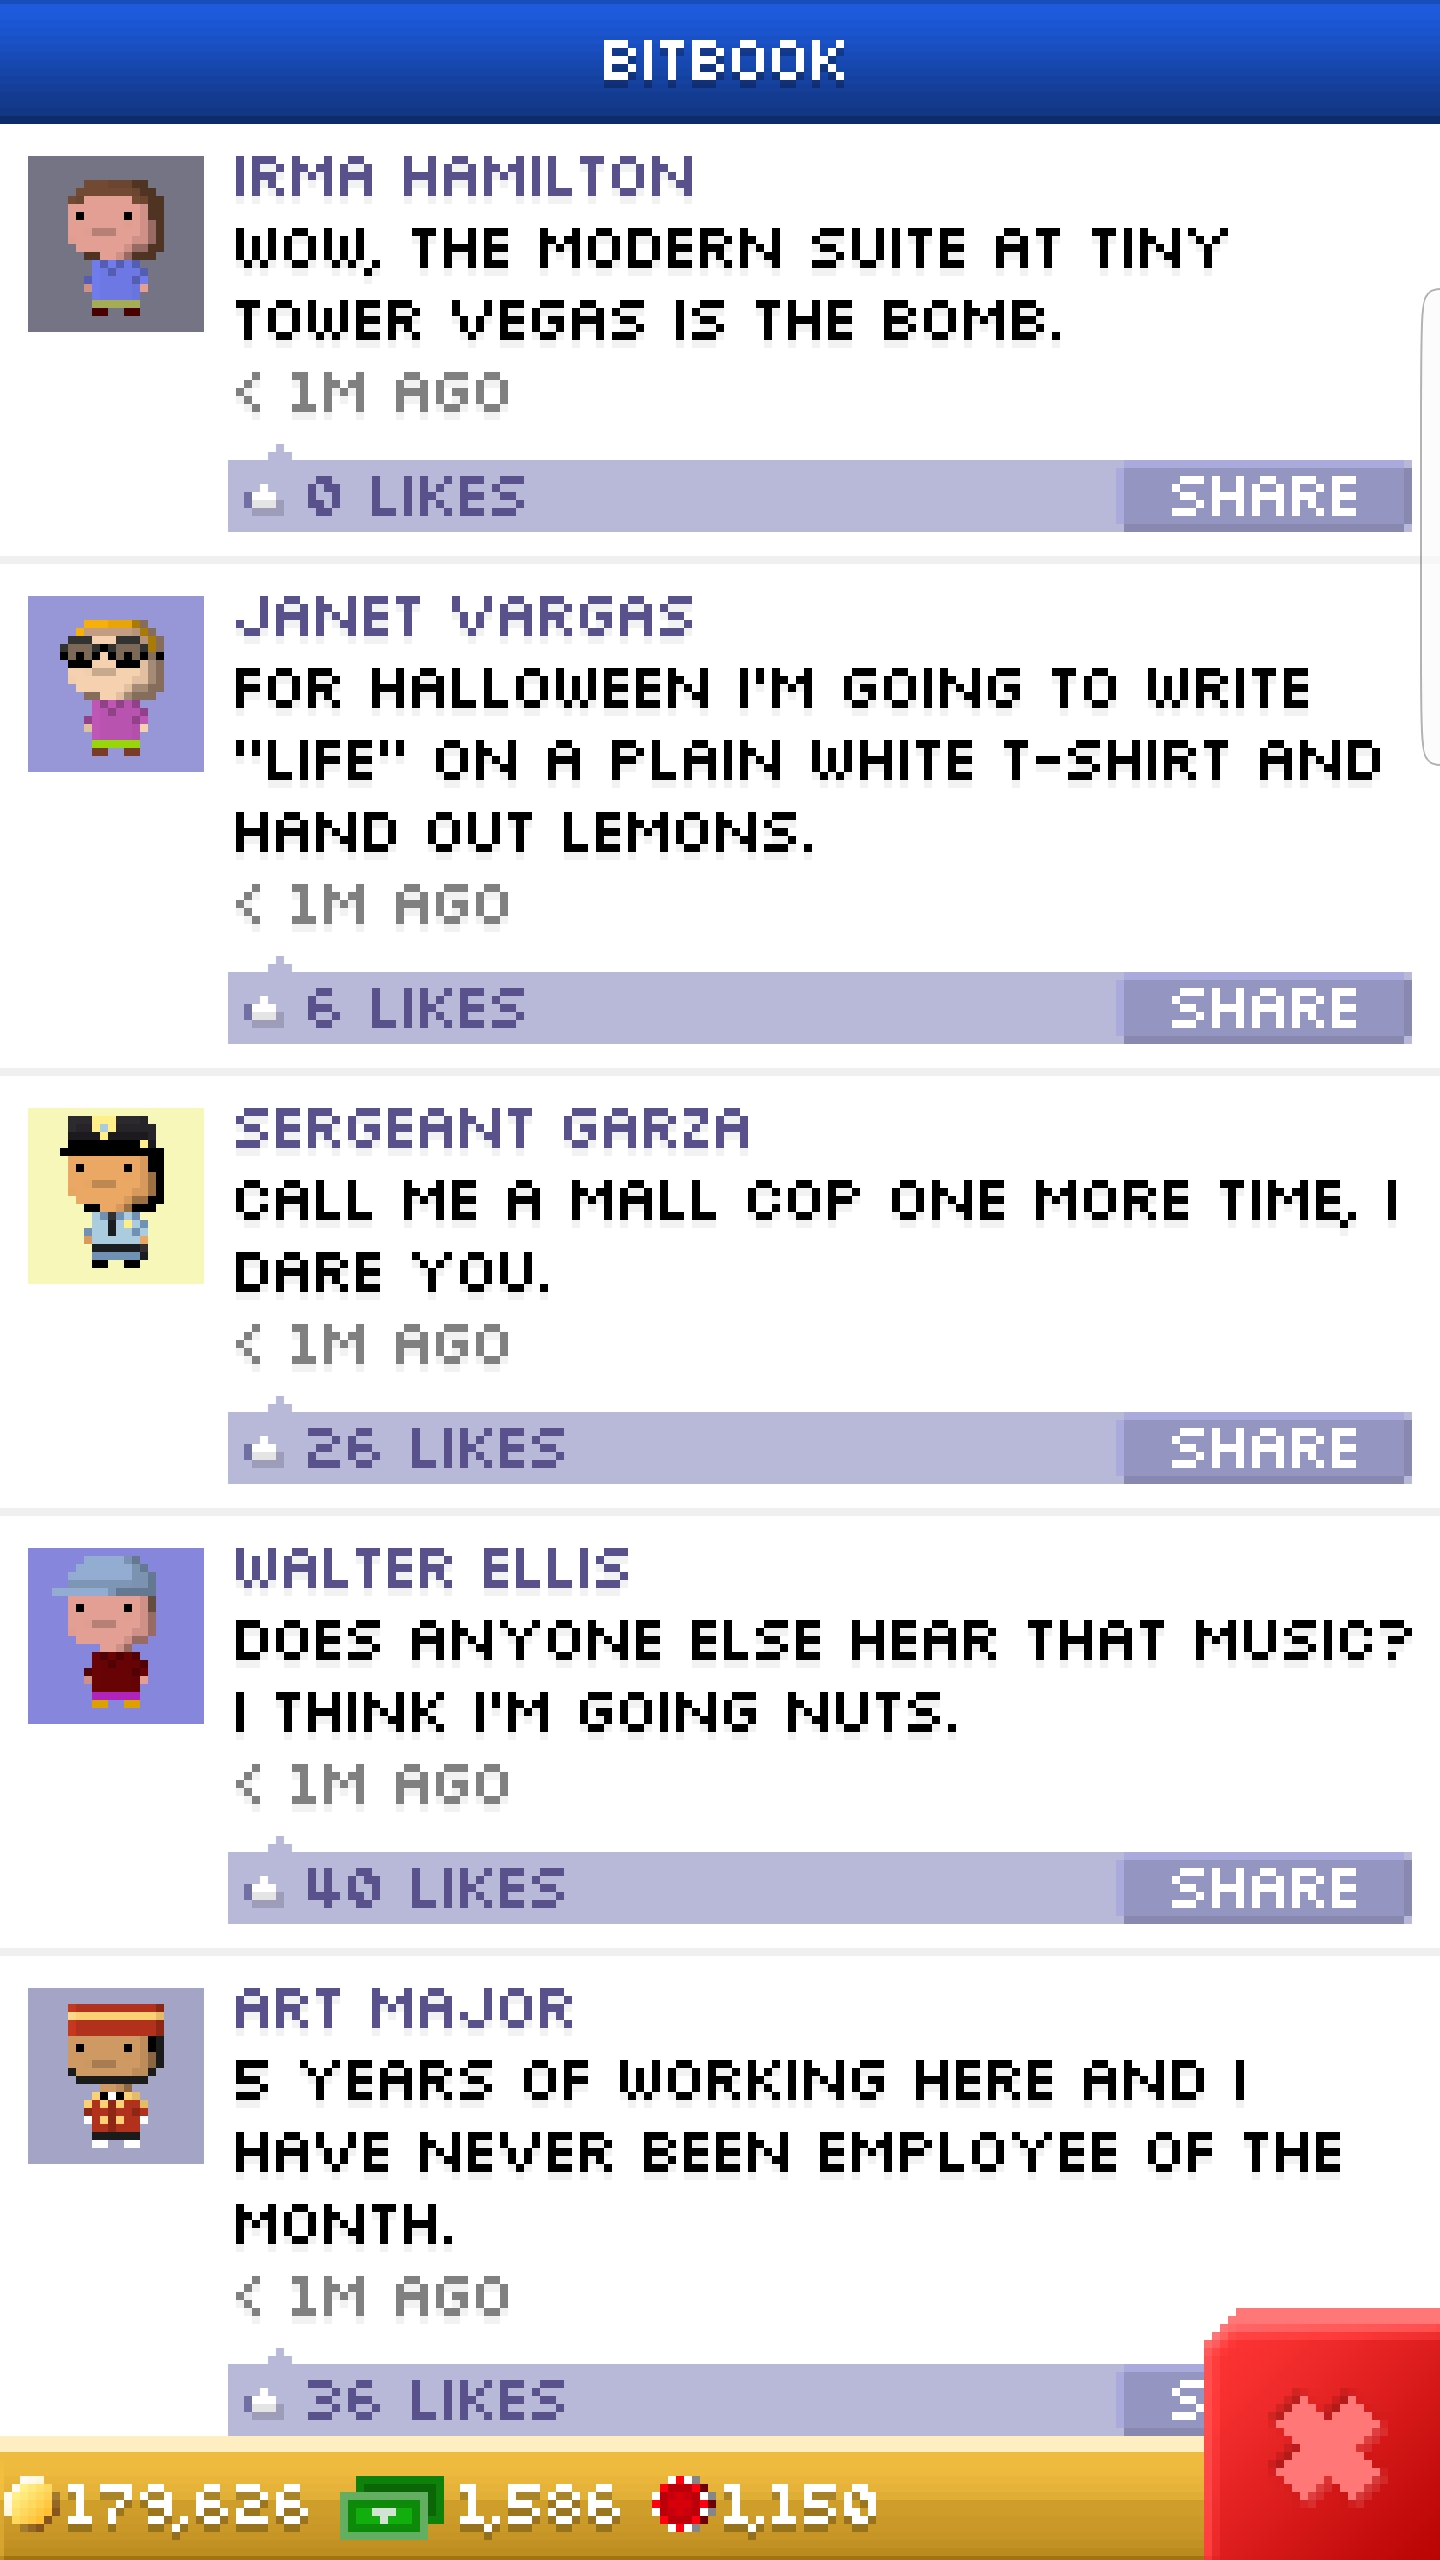 BITBOOK
IRMA HAMILTON
WOW, THE MODERN SUITE AT TINY
TOWER VEGAS IS THE BOMB.
< 1M AGO
0 LIKES SHARE
JANET VARGAS
FOR HALLOWEEN I'M GOING TO WRITE
"LIFE" ON A PLAIN WHITE T-SHIRT AND
HAND OUT LEMONS.
< 1M AGO
6 LIKES SHARE
SERGEANT GARZA
CALL ME A MALL COP ONE MORE TIME, I
DARE YOU.
< 1M AGO
26 LIKES SHARE
WALTER ELLIS
DOES ANYONE ELSE HEAR THAT MUSIC?
I THINK I'M GOING NUTS.
< 1M AGO
40 LIKES SHARE
ART MAJOR
5 YEARS OF WORKING HERE AND I
HAVE NEVER BEEN EMPLOYEE OF THE
MONTH.
< 1M AGO
36 LIKES S
179,626 1,586 1,150